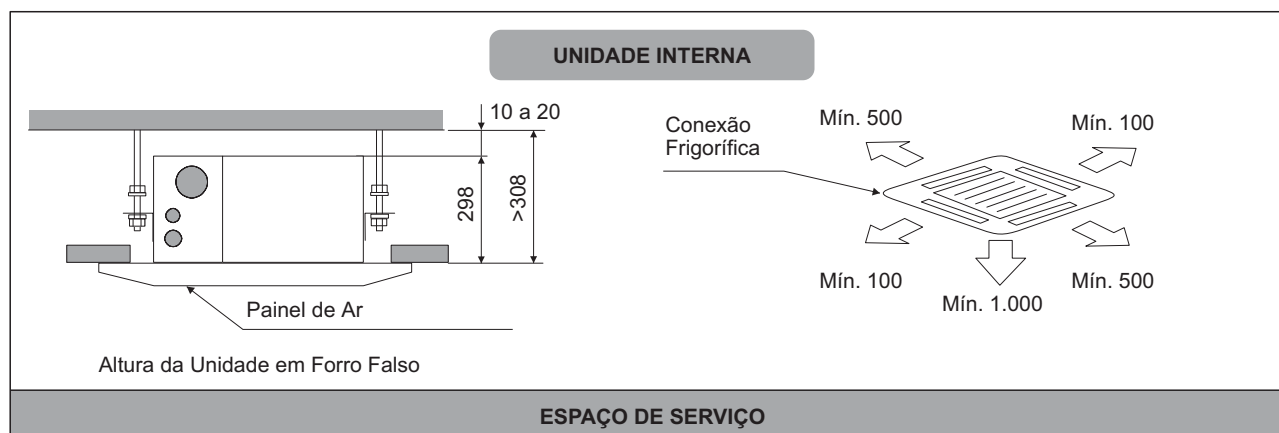 UNIDADE INTERNA
10 a 20
298
>308
Painel de Ar
Altura da Unidade em Forro Falso
Conexão
Frigorífica
Mín. 500
Mín. 100
Mín. 100
Mín. 1.000
Mín. 500
ESPAÇO DE SERVIÇO